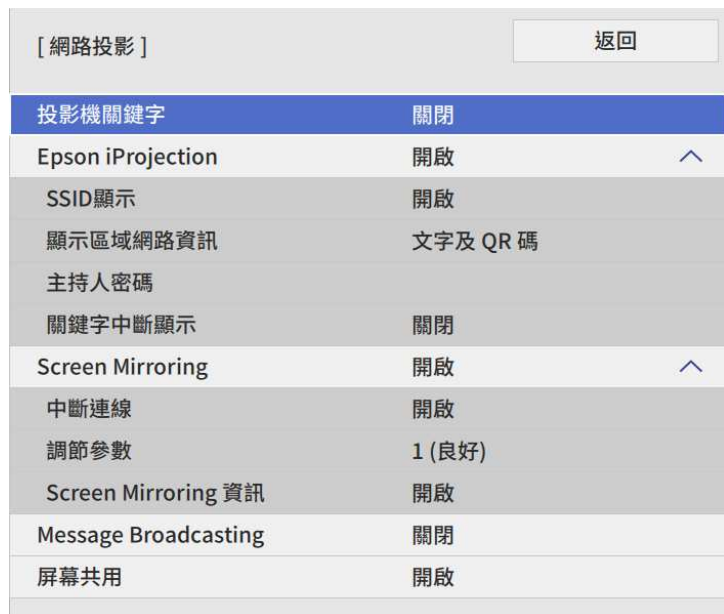 [ 網路投影 ] 返回
投影機關鍵字 關閉
Epson iProjection 開啟
SSID顯示 開啟
顯示區域網路資訊 文字及 QR 碼
主持人密碼
關鍵字中斷顯示 關閉
Screen Mirroring 開啟
中斷連線 開啟
調節參數 1 (良好)
Screen Mirroring 資訊 開啟
Message Broadcasting 關閉
屏幕共用 開啟